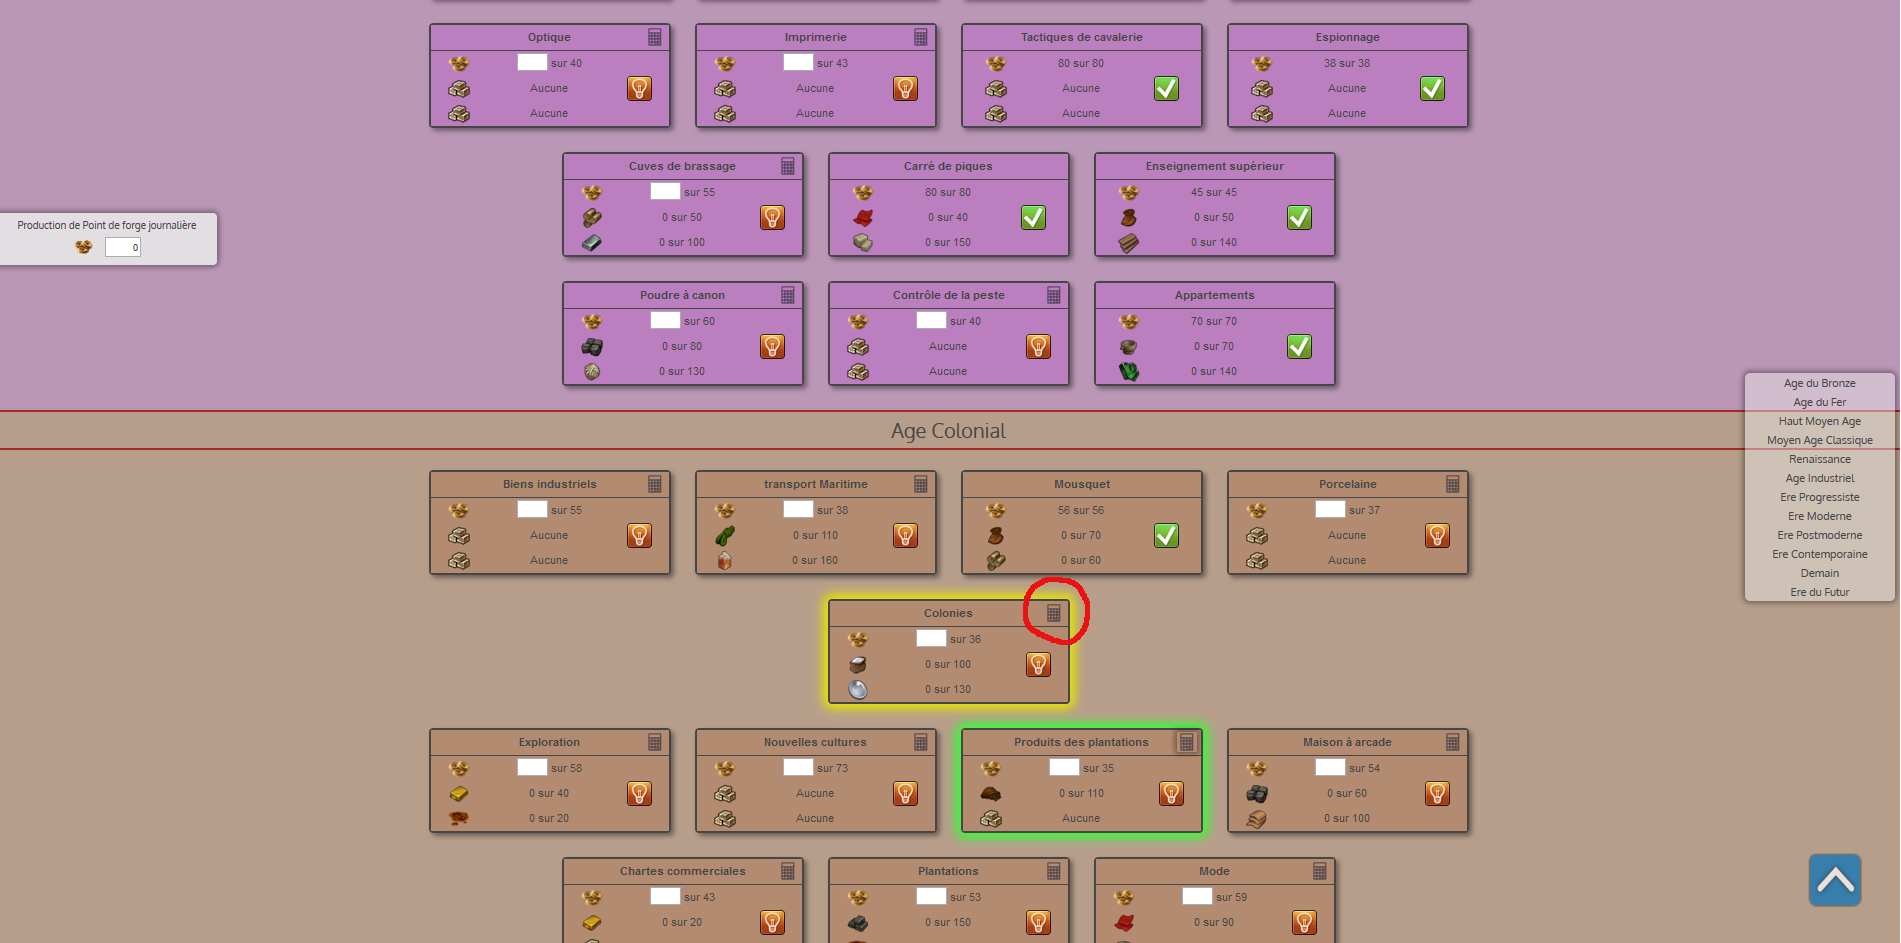 Optique
sur 40
Aucune
Aucune
Imprimerie
sur 43
Aucune
Aucune
Tactiques de cavalerie
80 sur 80
Aucune
Aucune
Espionnage
38 sur 38
Aucune
Aucune
Cuves de brassage
sur 55
0 sur 50
0 sur 100
Carré de piques
80 sur 80
0 sur 40
0 sur 150
Enseignement supérieur
45 sur 45
0 sur 50
0 sur 140
Production de Point de forge journalière
0
Poudre à canon
sur 60
0 sur 80
0 sur 130
Contrôle de la peste
sur 40
Aucune
Aucune
Appartements
70 sur 70
0 sur 70
0 sur 140
Age du Bronze
Age du Fer
Haut Moyen Age
Moyen Age Classique
Renaissance
Age Industriel
Ere Progressiste
Ere Moderne
Ere Postmoderne
Ere Contemporaine
Demain
Ere du Futur
Age Colonial
Biens industriels
sur 55
Aucune
Aucune
transport Maritime
sur 38
0 sur 110
0 sur 160
Mousquet
56 sur 56
0 sur 70
0 sur 60
Porcelaine
sur 37
Aucune
Aucune
Colonies
sur 36
0 sur 100
0 sur 130
Exploration
sur 58
0 sur 40
0 sur 20
Nouvelles cultures
sur 73
Aucune
Aucune
Produits des plantations
sur 35
0 sur 110
Aucune
Maison à arcade
sur 54
0 sur 60
0 sur 100
Chartes commerciales
sur 43
0 sur 20
Plantations
sur 53
0 sur 150
Mode
sur 59
0 sur 90